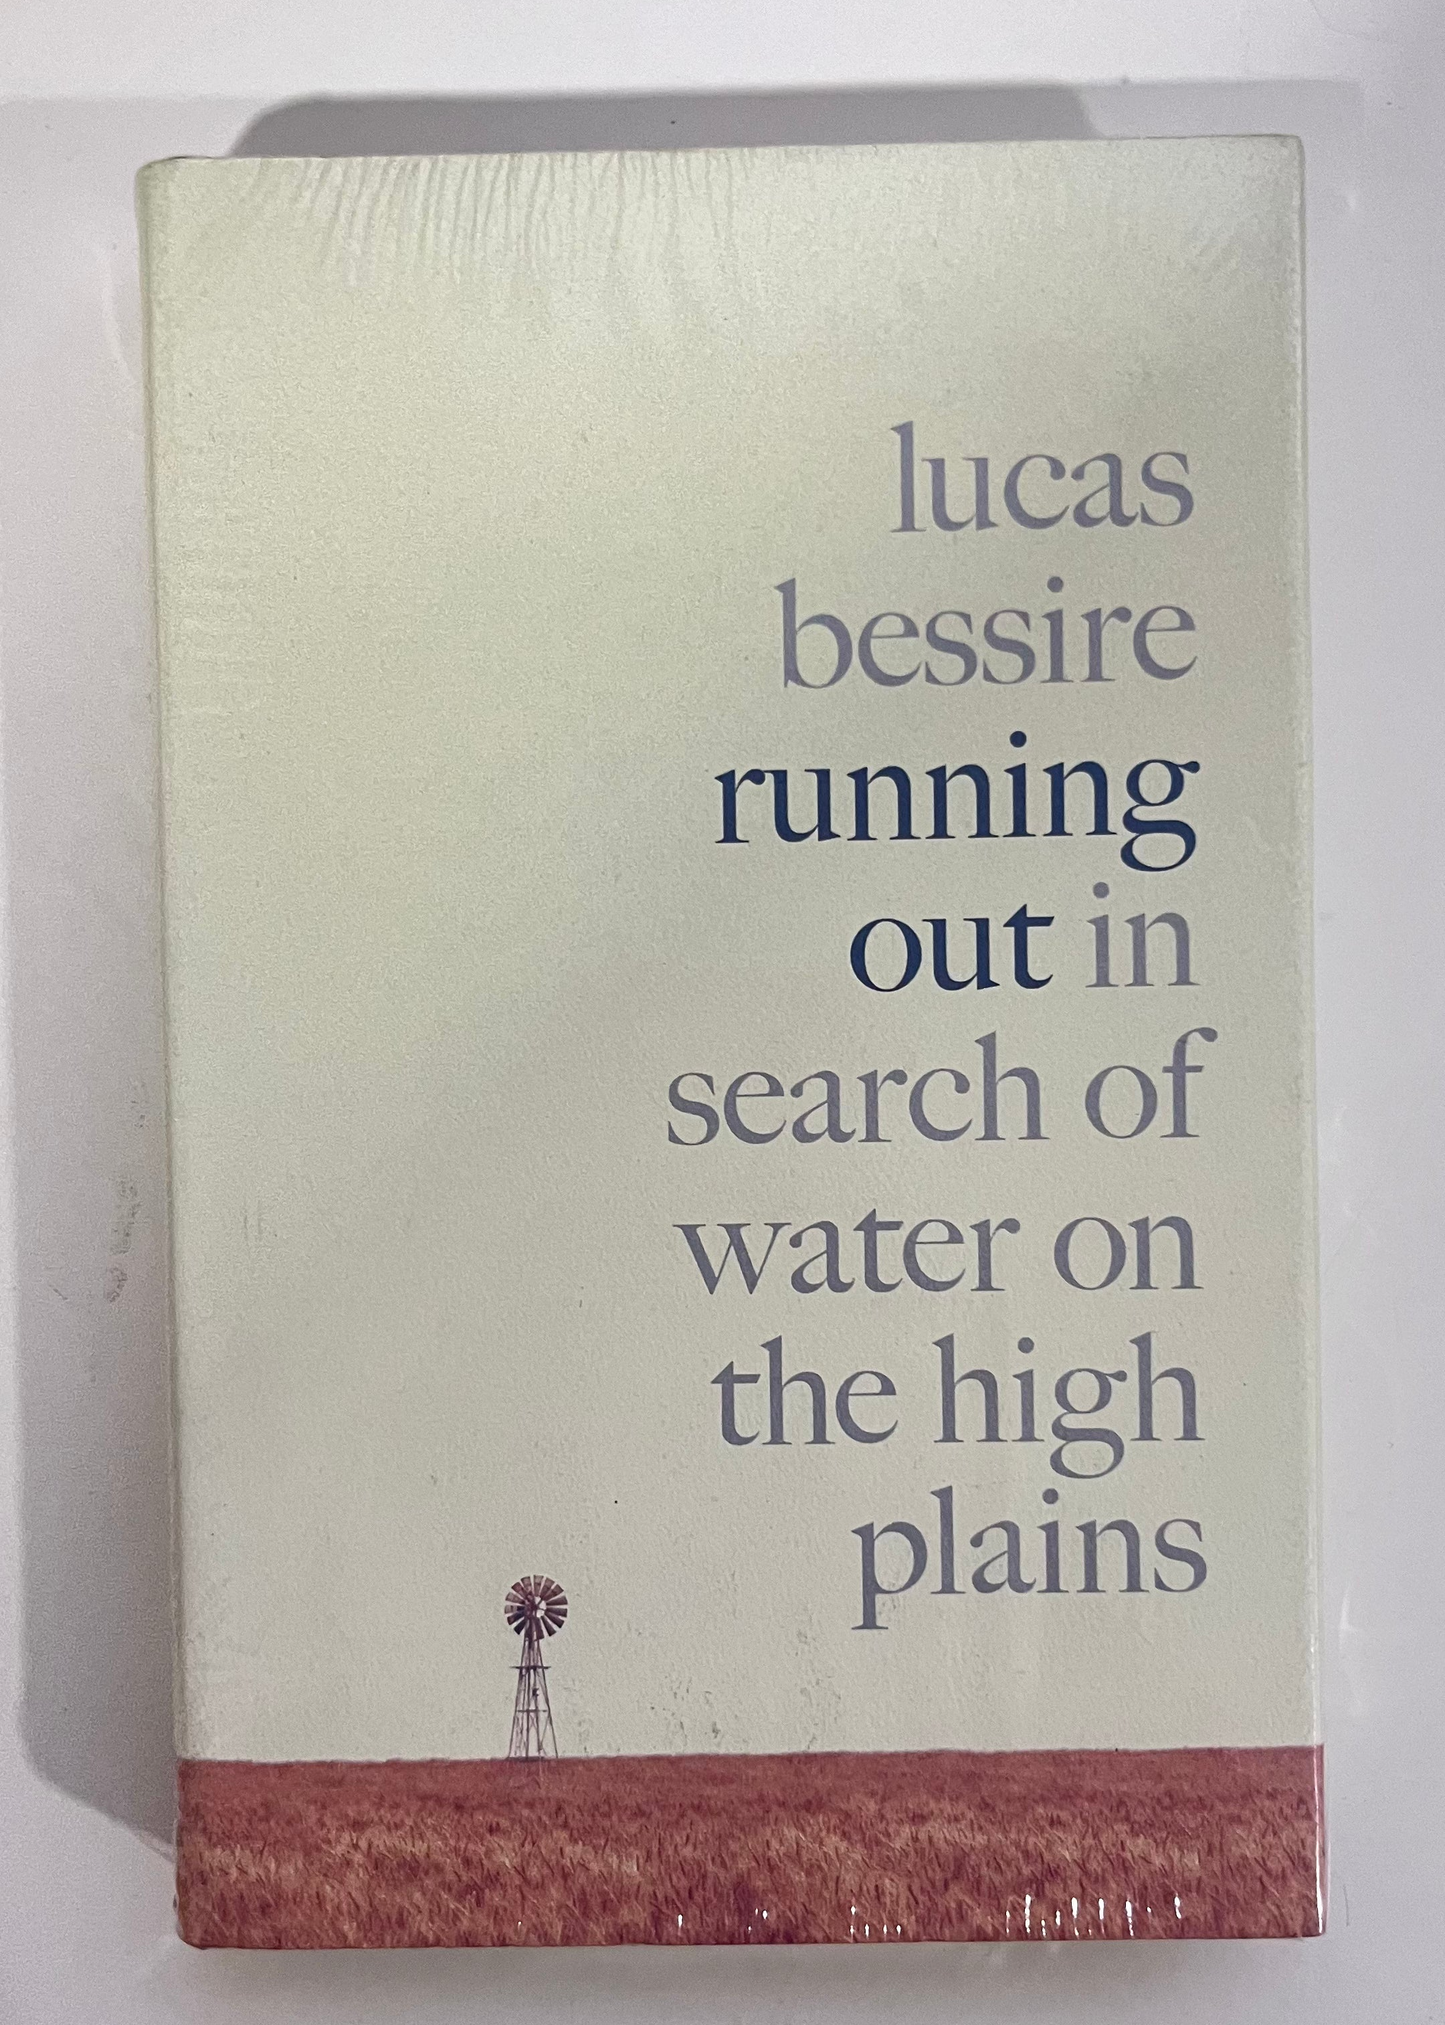 lucas
bessire
running
out in
search of
water on
the high
plains